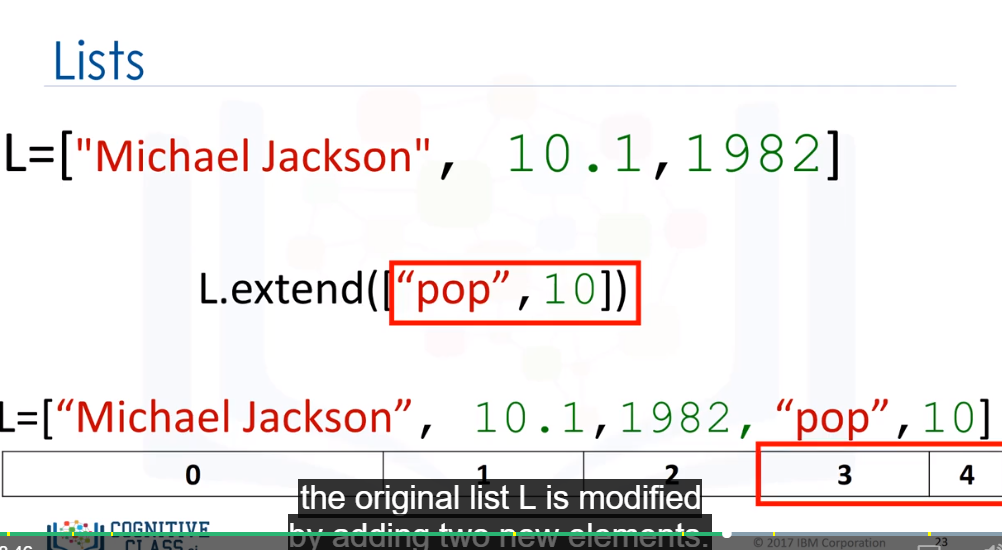 Lists
L=["Michael Jackson", 10.1,1982]
L.extend([“pop”,10])
L=[“Michael Jackson”, 10.1,1982, “pop”,10]
0 1 2 3 4
the original list L is modified
by adding two new elements.
COGNITIVE
CLASS.ai
© 2017 IBM Corporation
23